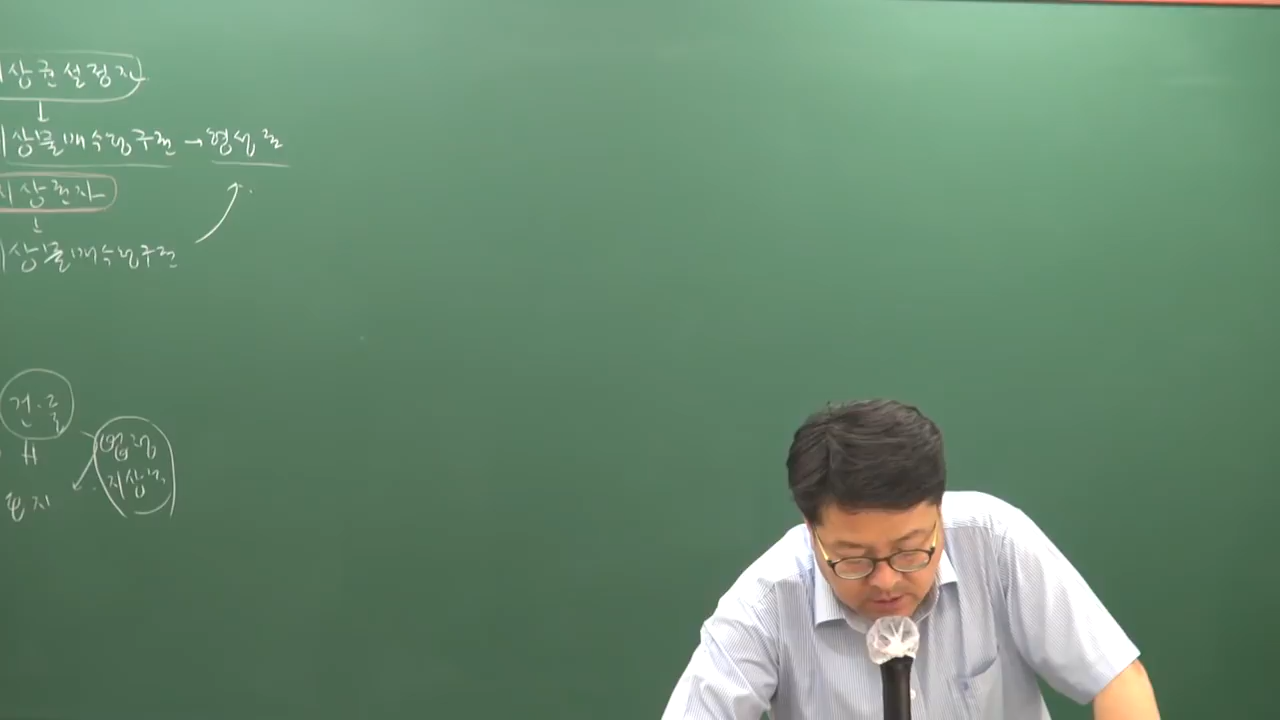 지상권설정자
↓
지상물매수청구권 → 형성권
지상권자
↓
지상물매수청구권
건물
H
토지
법정
지상권